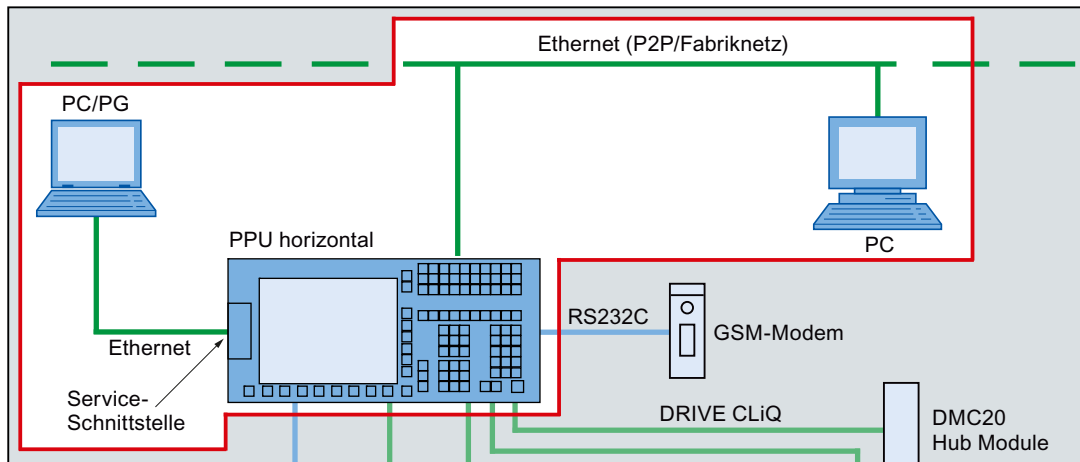 Ethernet (P2P/Fabriknetz)
PC/PG
PC
PPU horizontal
RS232C
GSM-Modem
Ethernet
Service-
Schnittstelle
DRIVE CLiQ
DMC20
Hub Module